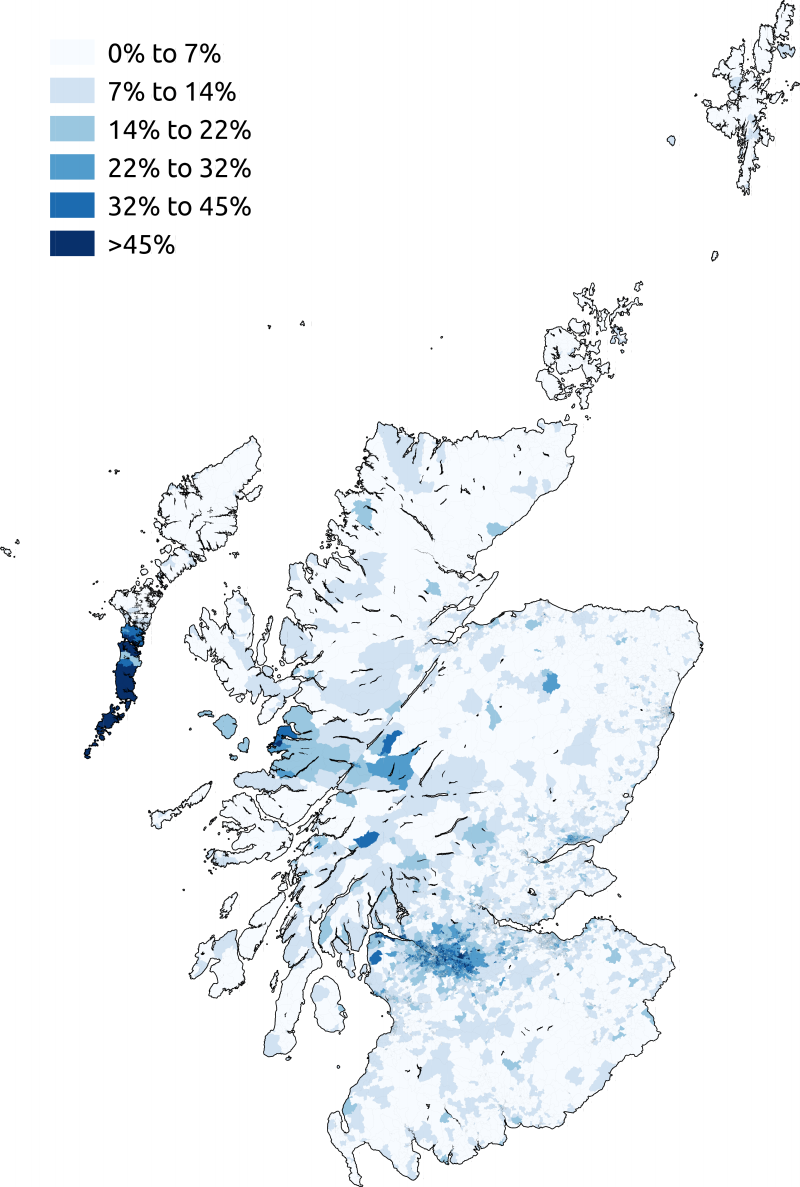 0% to 7%
7% to 14%
14% to 22%
22% to 32%
32% to 45%
>45%